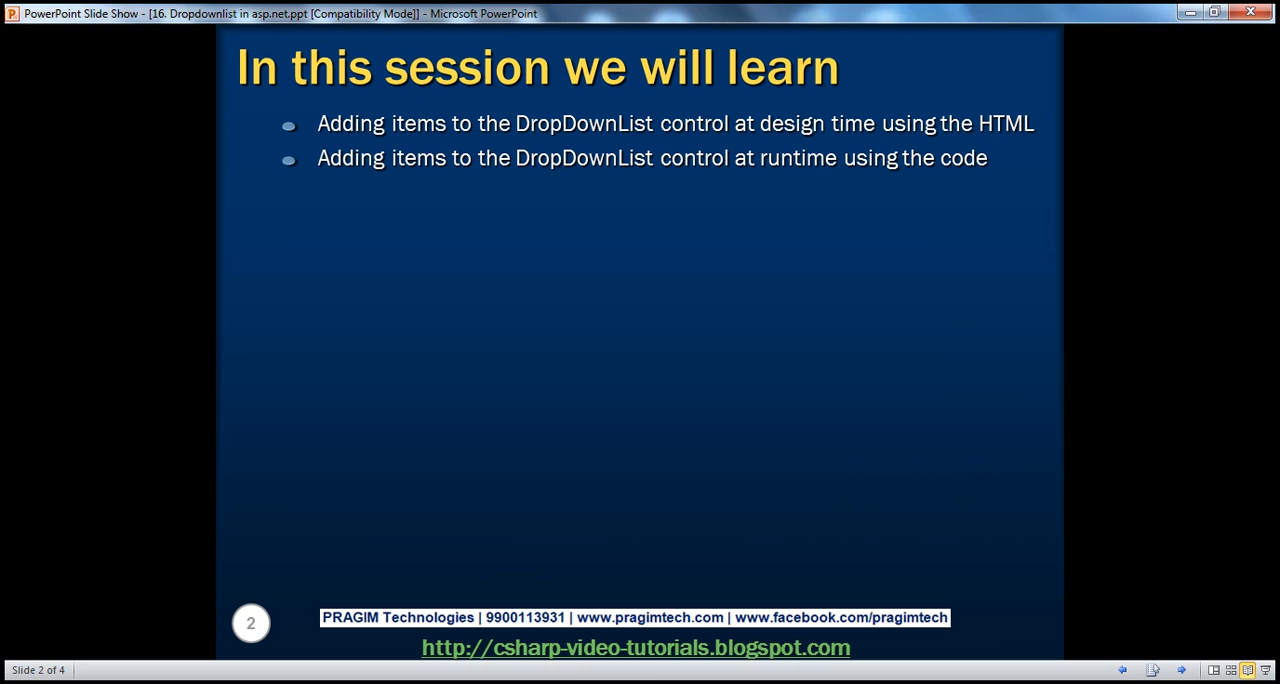 PowerPoint Slide Show - [16. Dropdownlist in asp.net.ppt [Compatibility Mode]] - Microsoft PowerPoint
In this session we will learn
Adding items to the DropDownList control at design time using the HTML
Adding items to the DropDownList control at runtime using the code
2
PRAGIM Technologies | 9900113931 | www.pragimtech.com | www.facebook.com/pragimtech
http://csharp-video-tutorials.blogspot.com
Slide 2 of 4